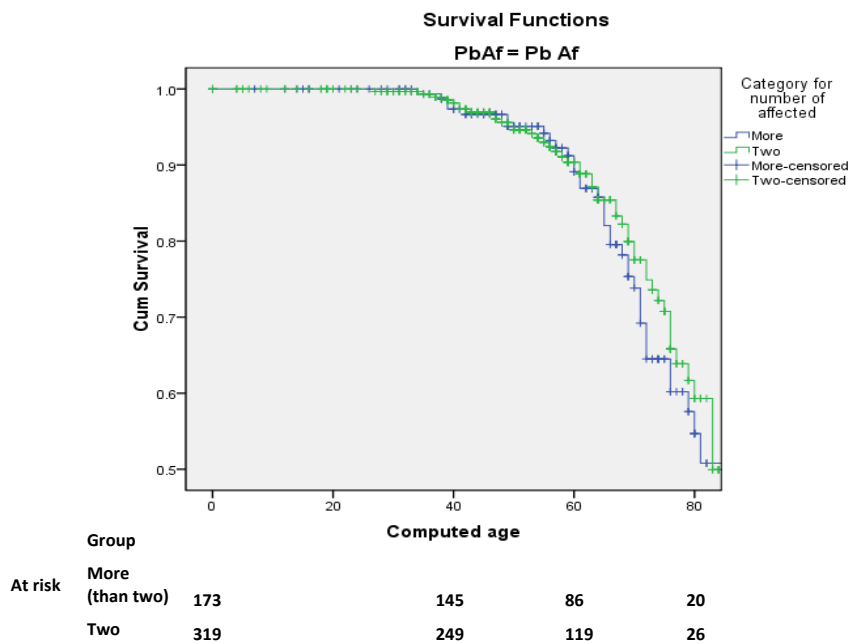 Survival Functions
PbAf = Pb Af
Category for
number of
affected
More
Two
More-censored
Two-censored
Cum Survival
1.0
0.9
0.8
0.7
0.6
0.5
0 20 40 60 80
Computed age
Group
At risk
More
(than two) 173 145 86 20
Two 319 249 119 26